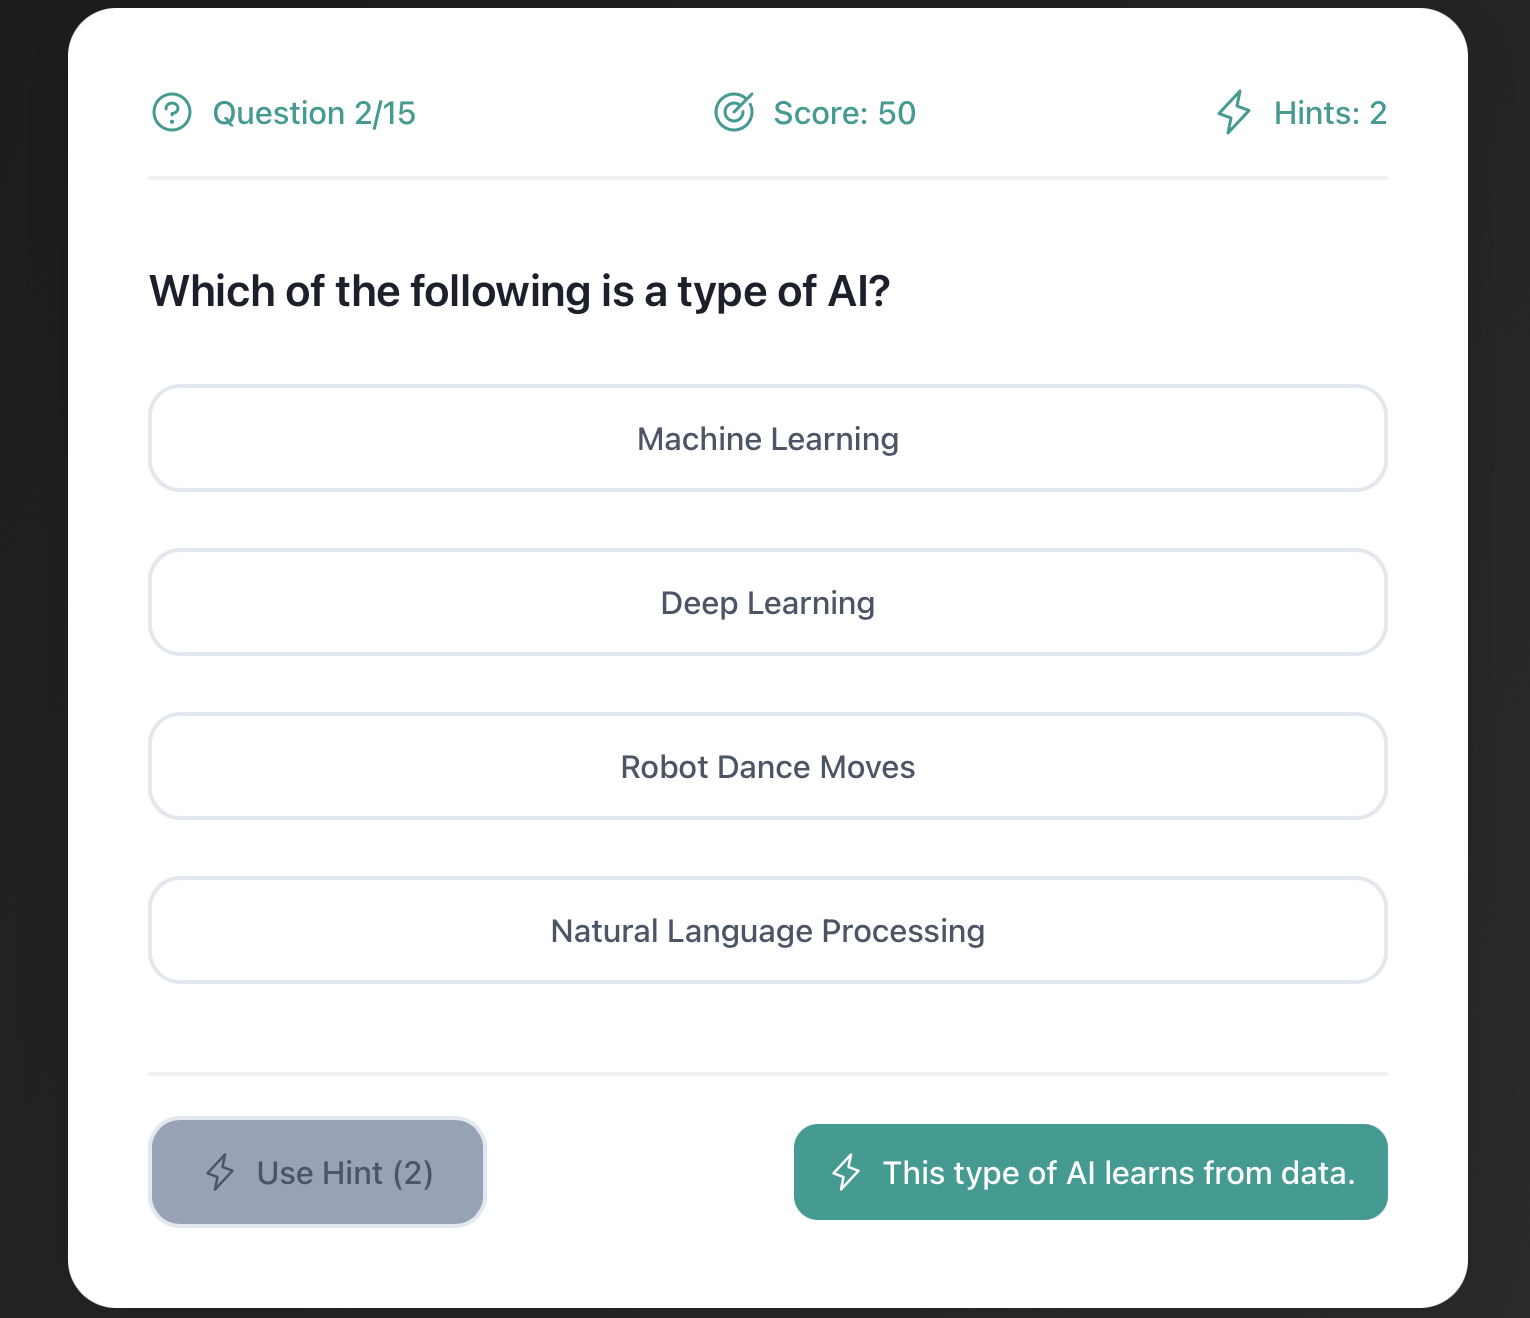 Question 2/15
Score: 50
Hints: 2
Which of the following is a type of AI?
Machine Learning
Deep Learning
Robot Dance Moves
Natural Language Processing
Use Hint (2)
This type of AI learns from data.